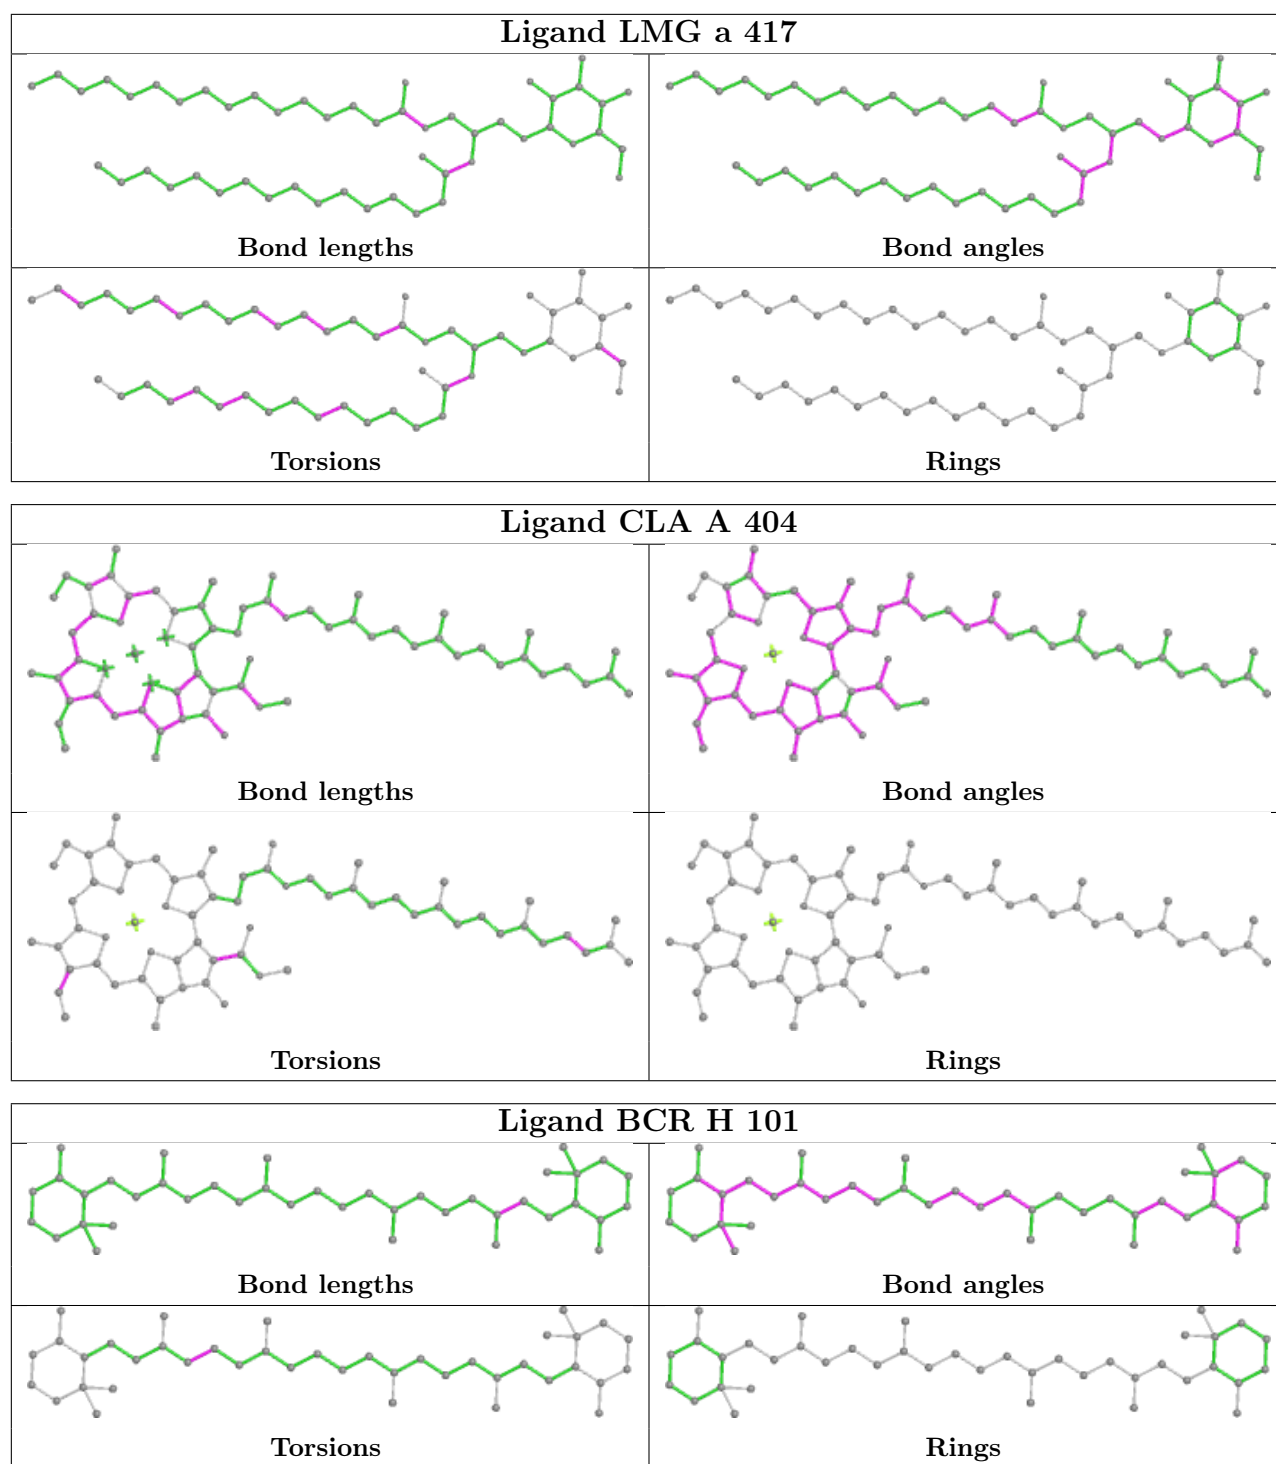 Ligand LMG a 417
Bond lengths
Bond angles
Torsions
Rings
Ligand CLA A 404
Bond lengths
Bond angles
Torsions
Rings
Ligand BCR H 101
Bond lengths
Bond angles
Torsions
Rings